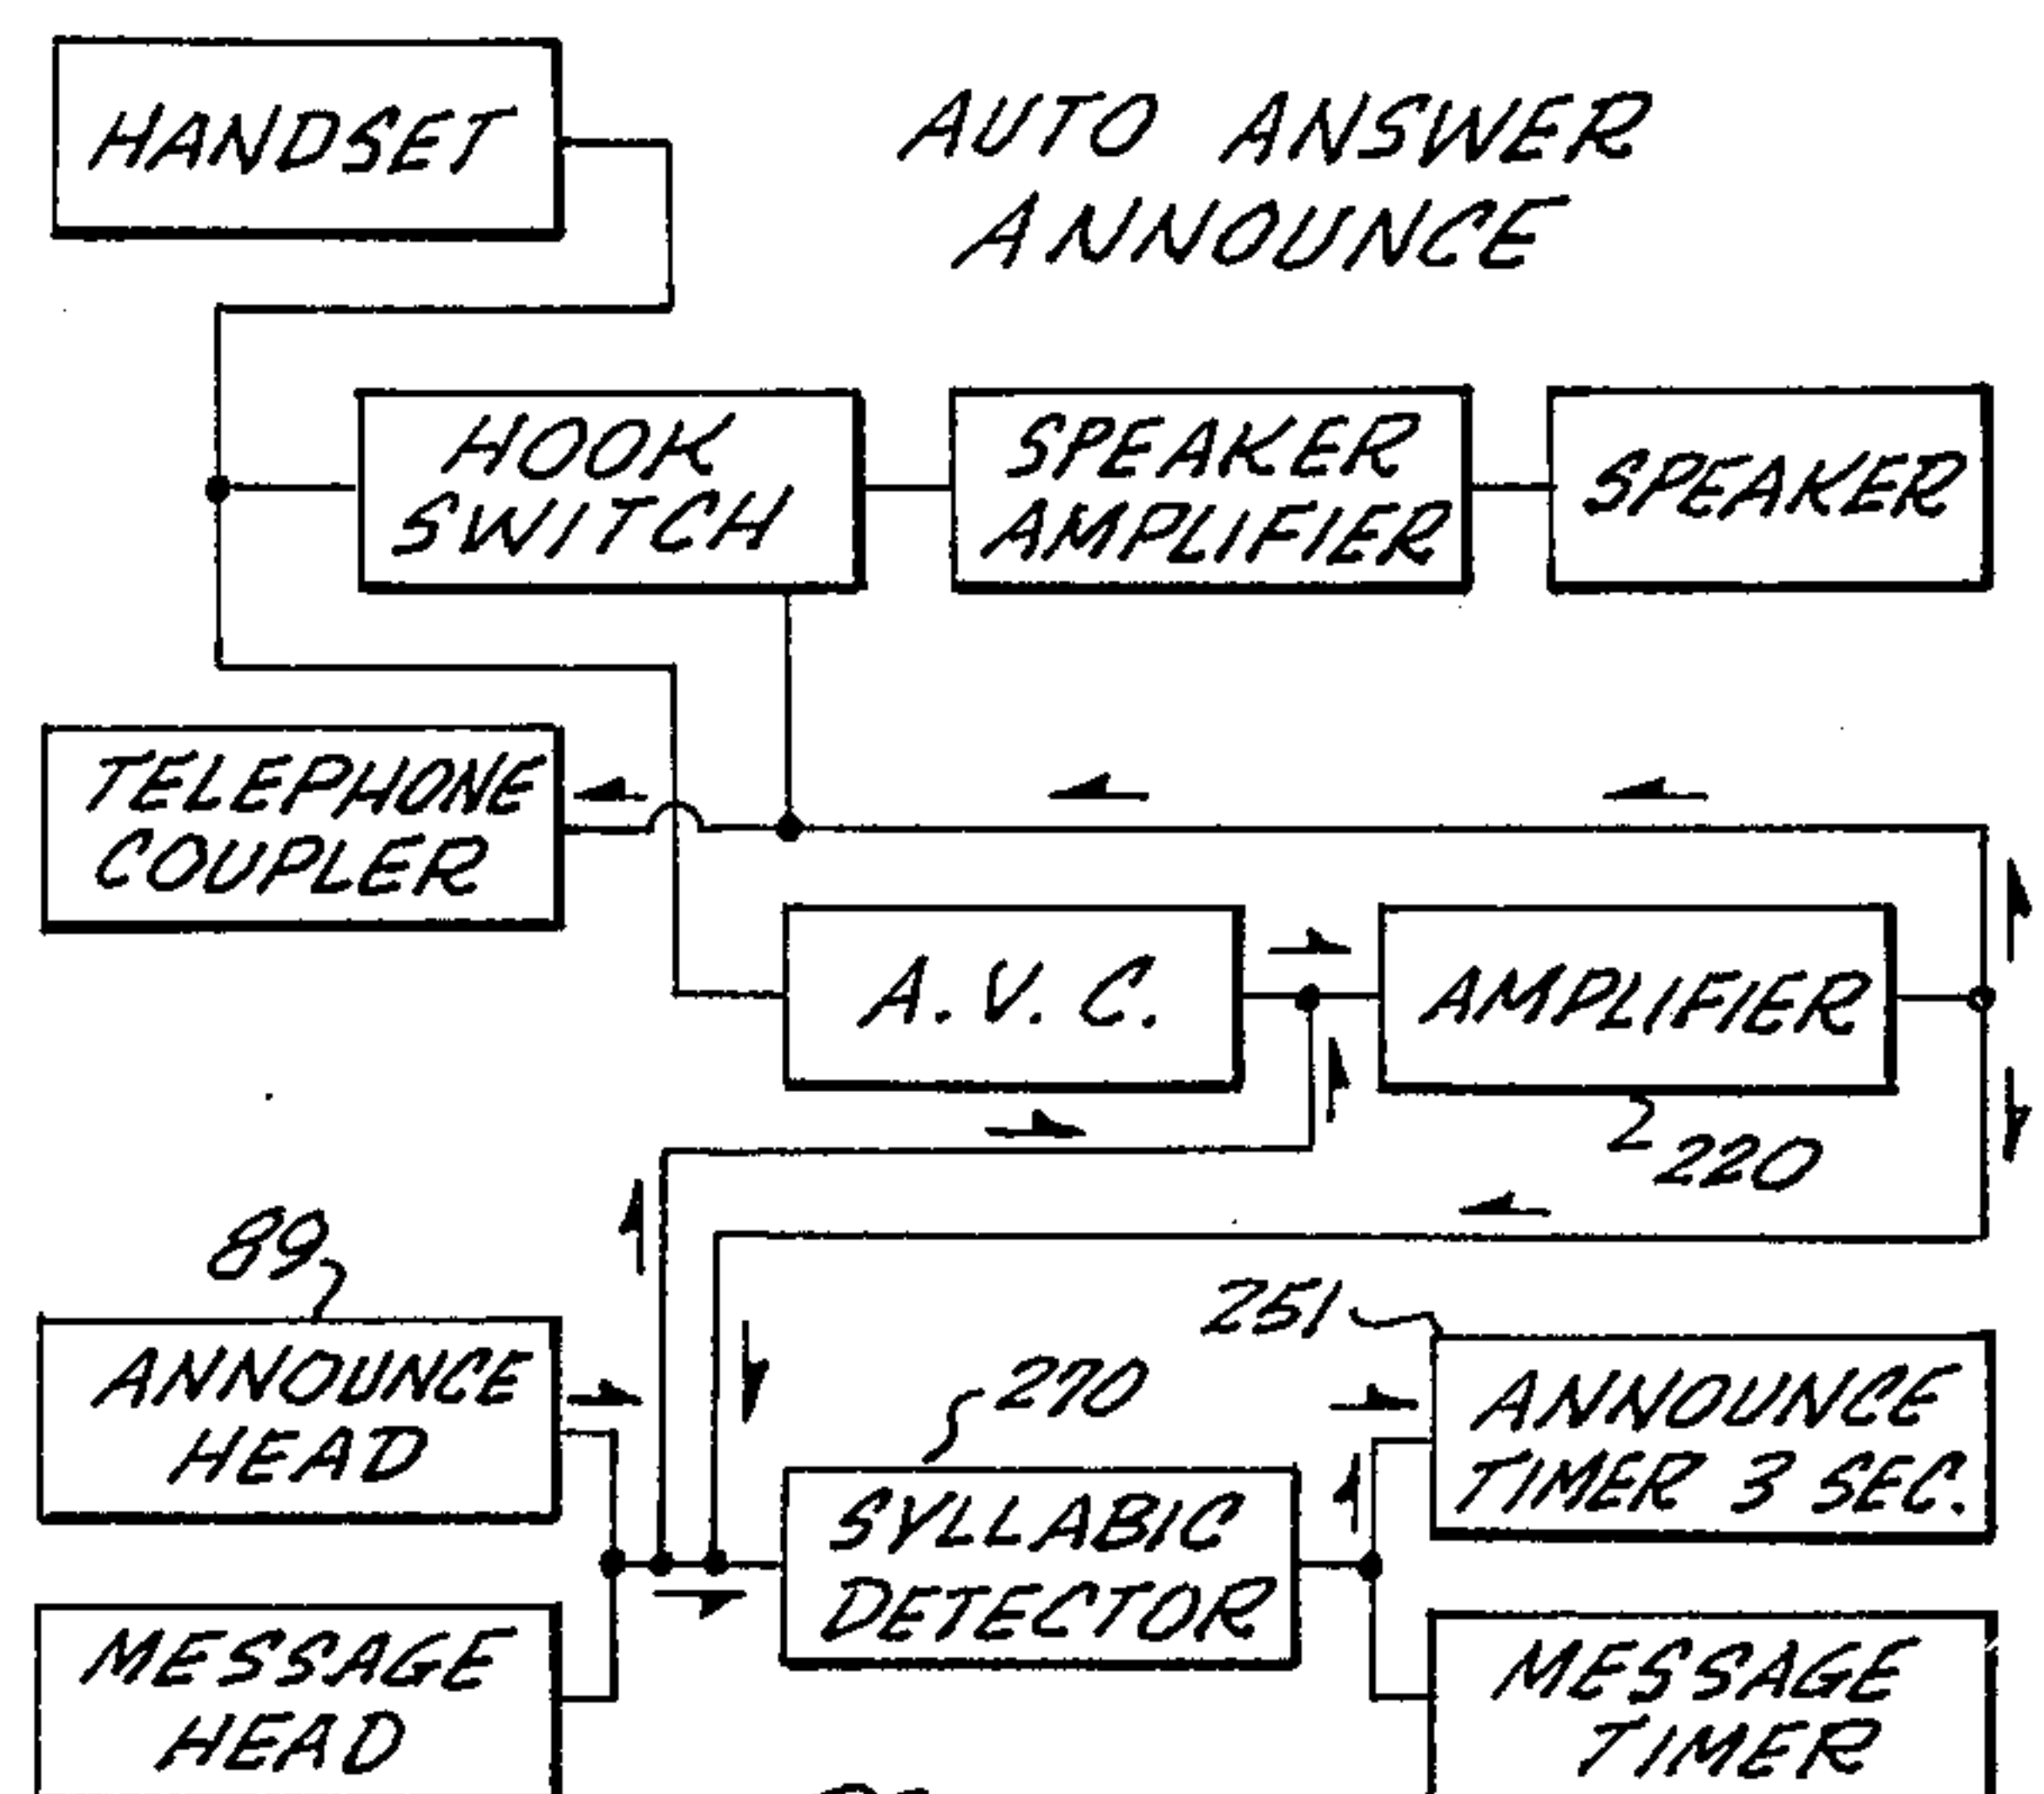 HANDSET
AUTO ANSWER
ANNOUNCE
HOOK
SWITCH
SPEAKER
AMPLIFIER
SPEAKER
TELEPHONE
COUPLER
A.V.C.
AMPLIFIER
220
89
ANNOUNCE
HEAD
251
270
ANNOUNCE
TIMER 3 SEC.
SYLLABIC
DETECTOR
MESSAGE
HEAD
MESSAGE
TIMER